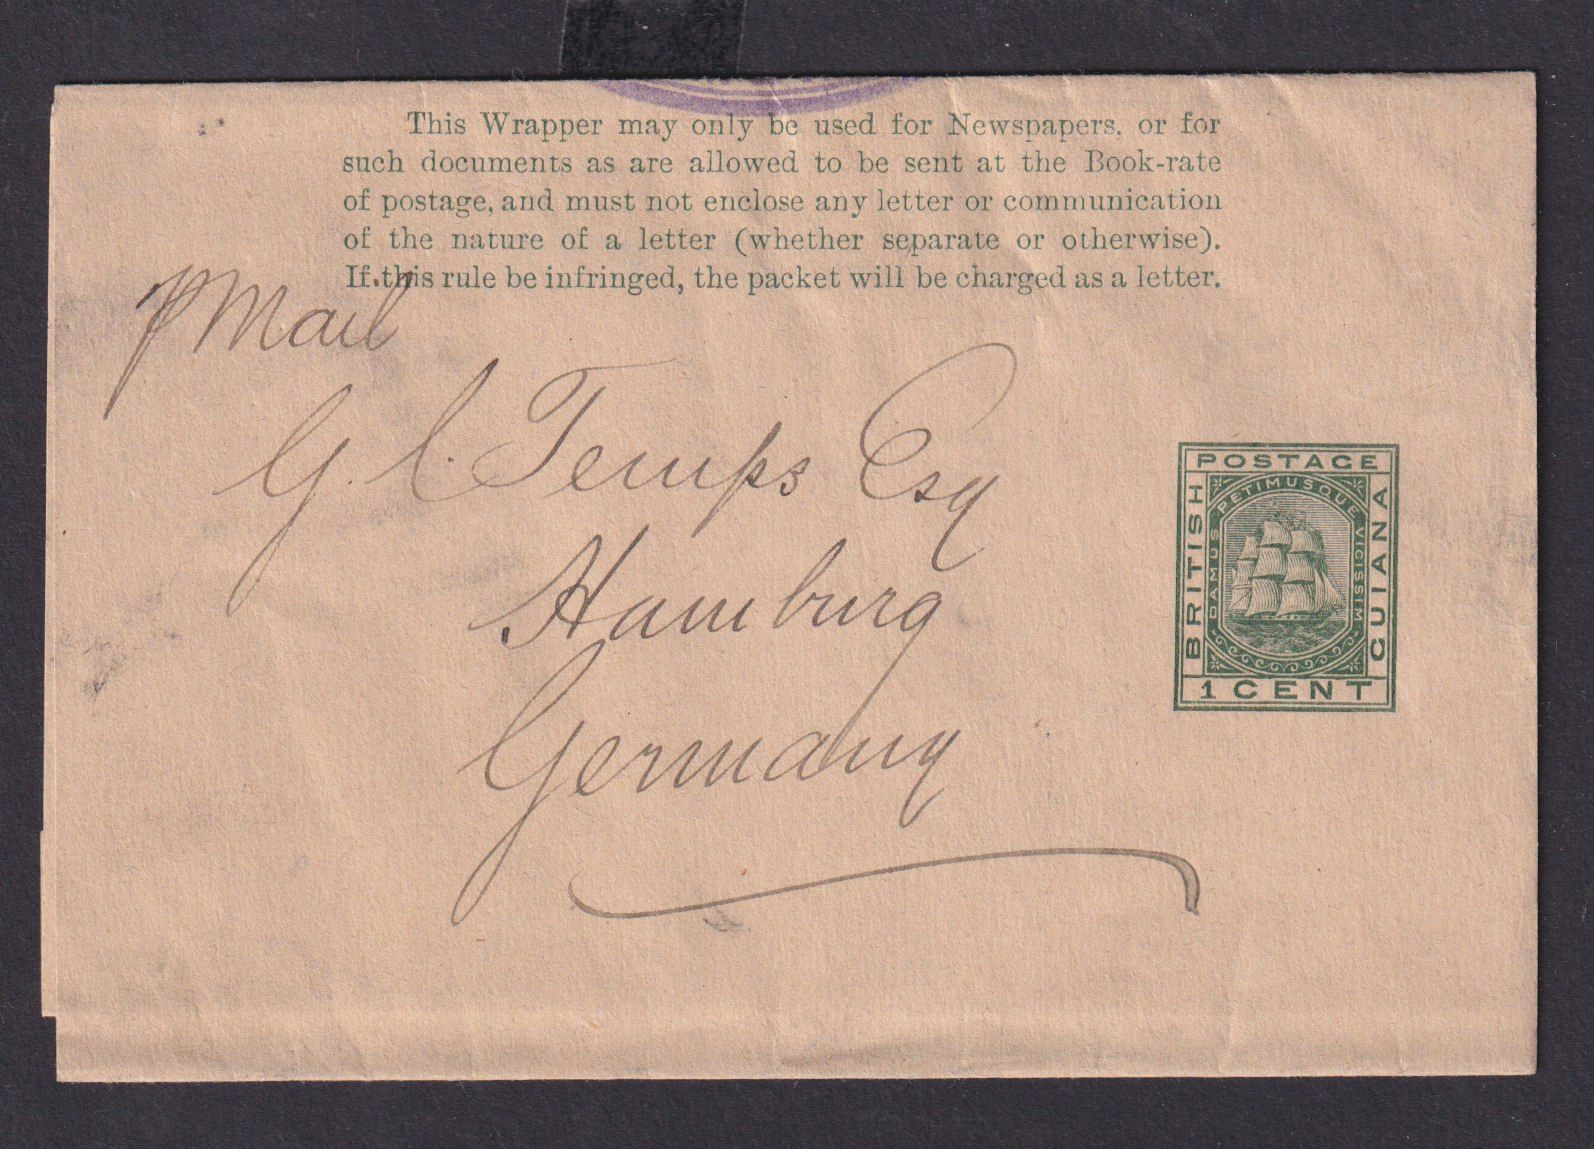 This Wrapper may only be used for Newspapers, or for
such documents as are allowed to be sent at the Book-rate
of postage, and must not enclose any letter or communication
of the nature of a letter (whether separate or otherwise).
If this rule be infringed, the packet will be charged as a letter.
p Mail
G. C. Temps Esq
Hamburg
Germany
POSTAGE
BRITISH
DAMUS PETIMUSQUE VICISSIM
GUIANA
1 CENT